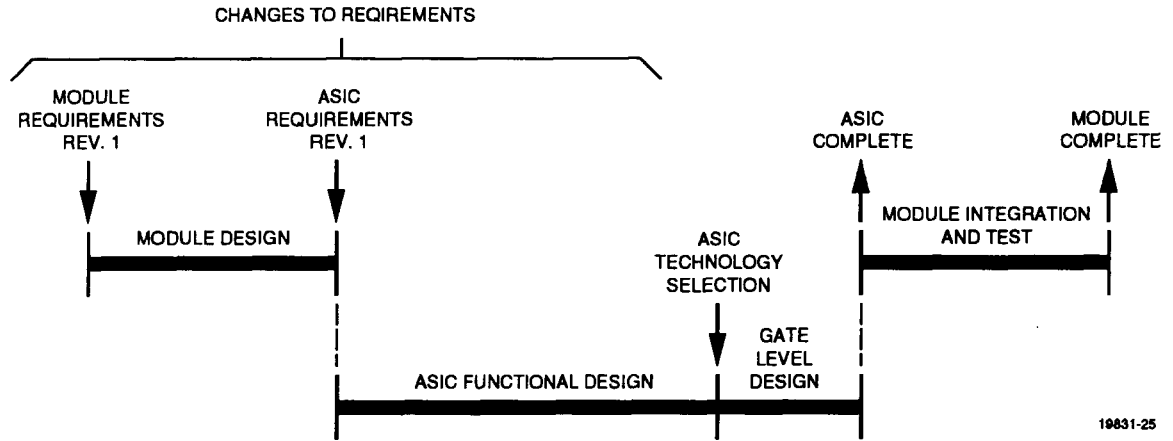 CHANGES TO REQIREMENTS
MODULE
REQUIREMENTS
REV. 1
ASIC
REQUIREMENTS
REV. 1
ASIC
COMPLETE
MODULE
COMPLETE
MODULE DESIGN
ASIC
TECHNOLOGY
SELECTION
MODULE INTEGRATION
AND TEST
ASIC FUNCTIONAL DESIGN
GATE
LEVEL
DESIGN
19831-25